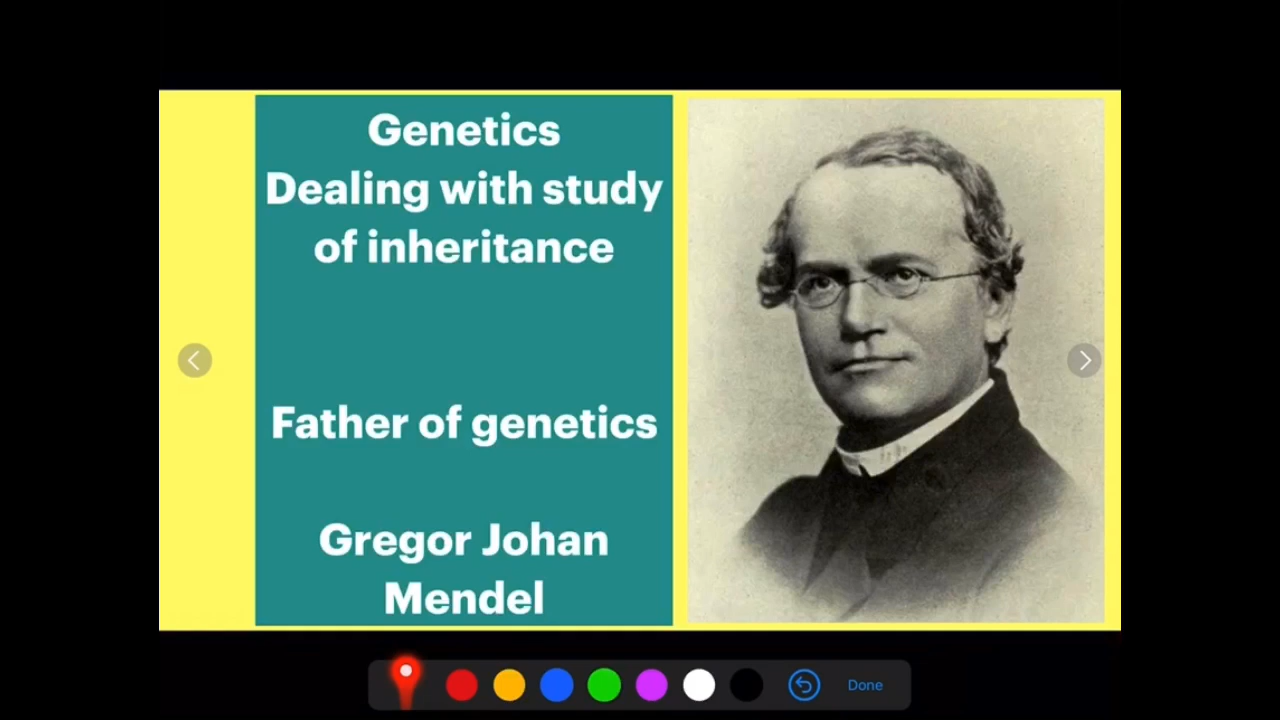 Genetics
Dealing with study
of inheritance
Father of genetics
Gregor Johan
Mendel
Done